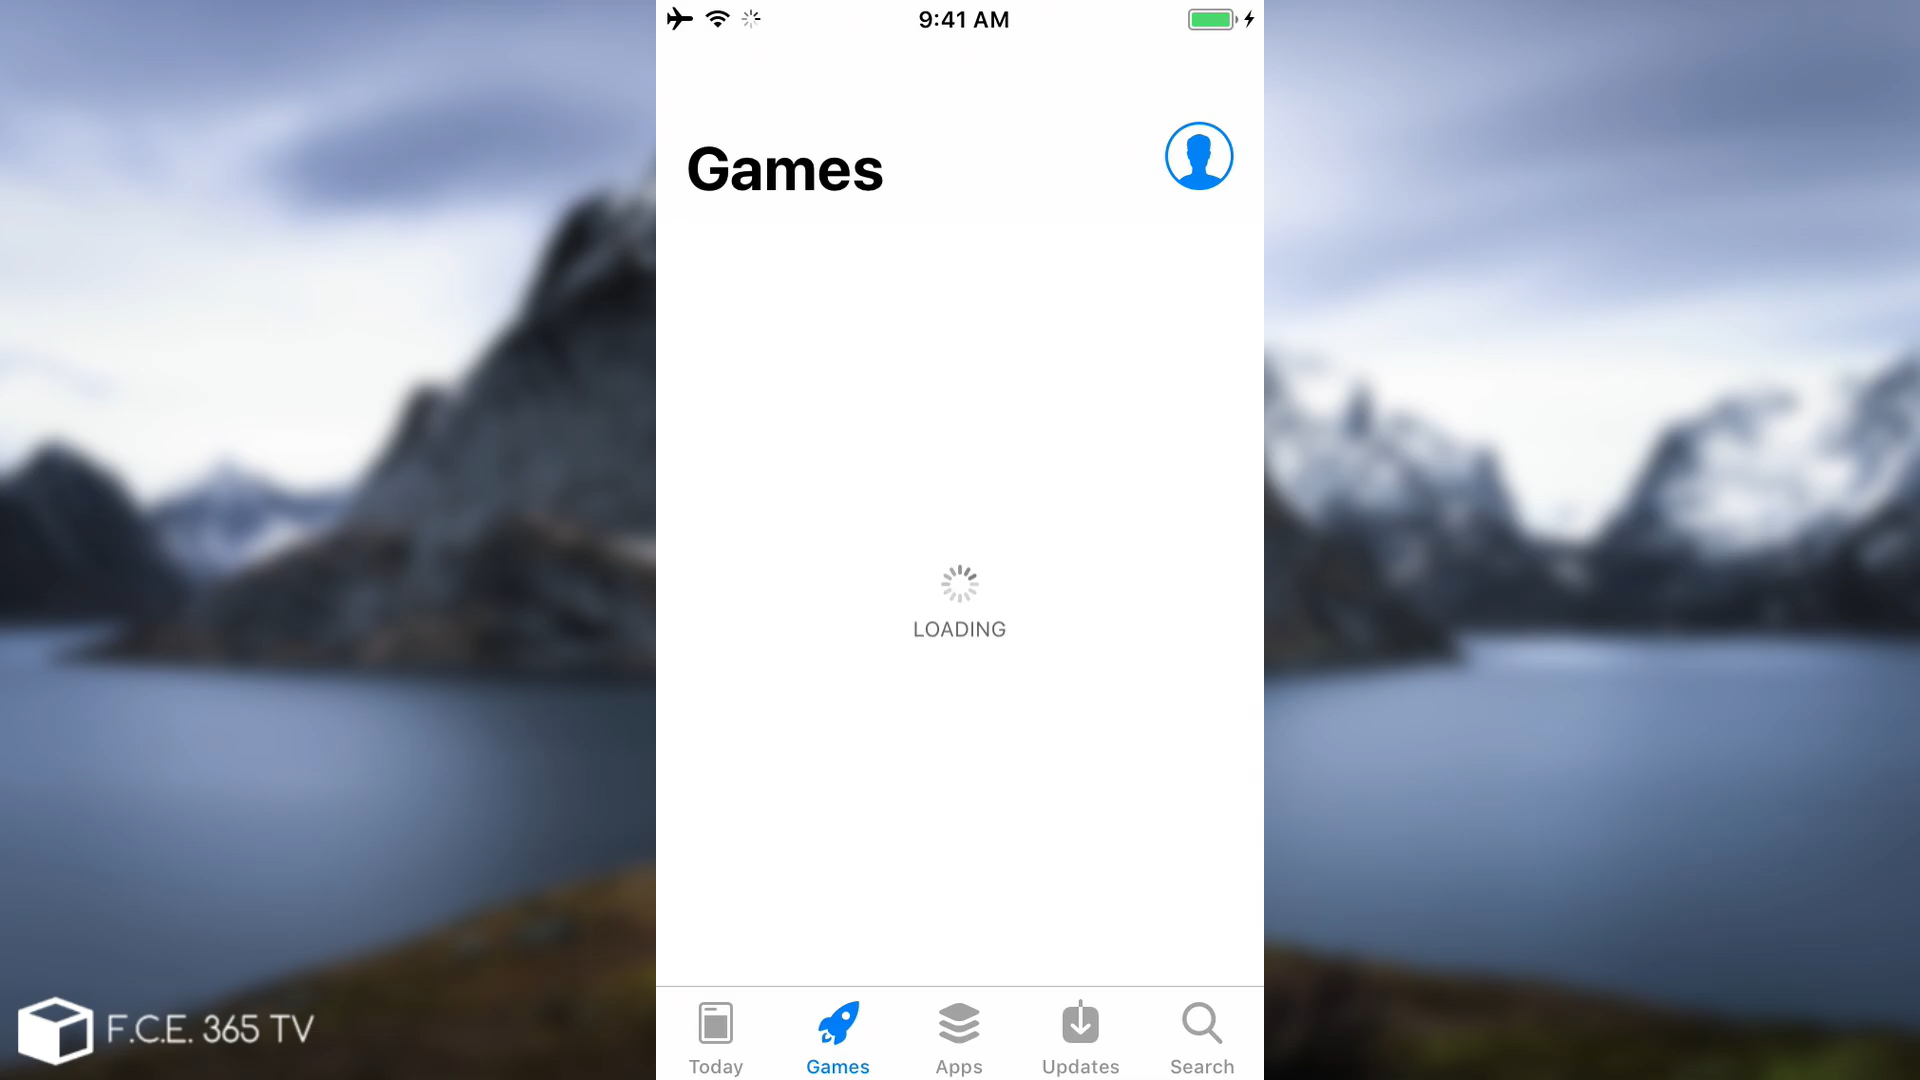 9:41 AM
Games
LOADING
Today
Games
Apps
Updates
Search
F.C.E. 365 TV